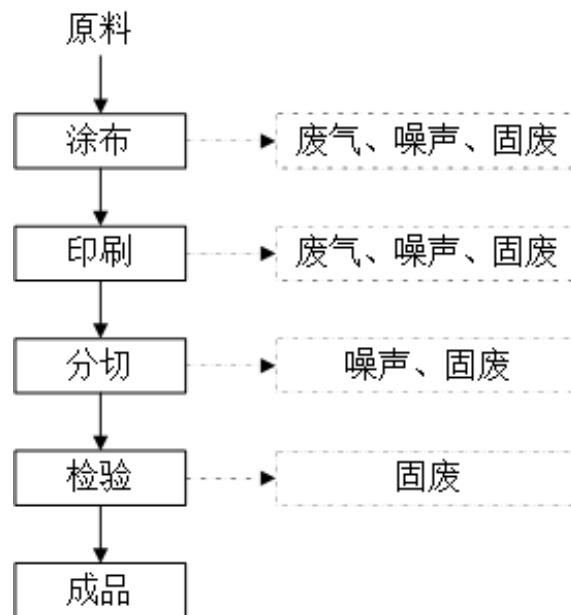 原料
涂布
废气、噪声、固废
印刷
废气、噪声、固废
分切
噪声、固废
检验
固废
成品